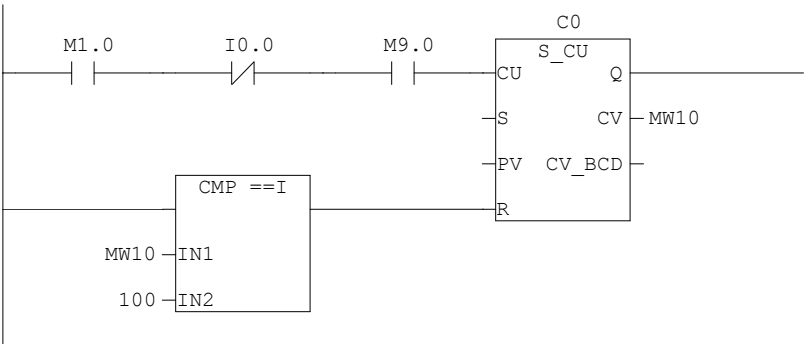 C0
M1.0 I0.0 M9.0 S_CU
CU Q
S CV MW10
PV CV_BCD
CMP ==I
R
MW10 IN1
100 IN2